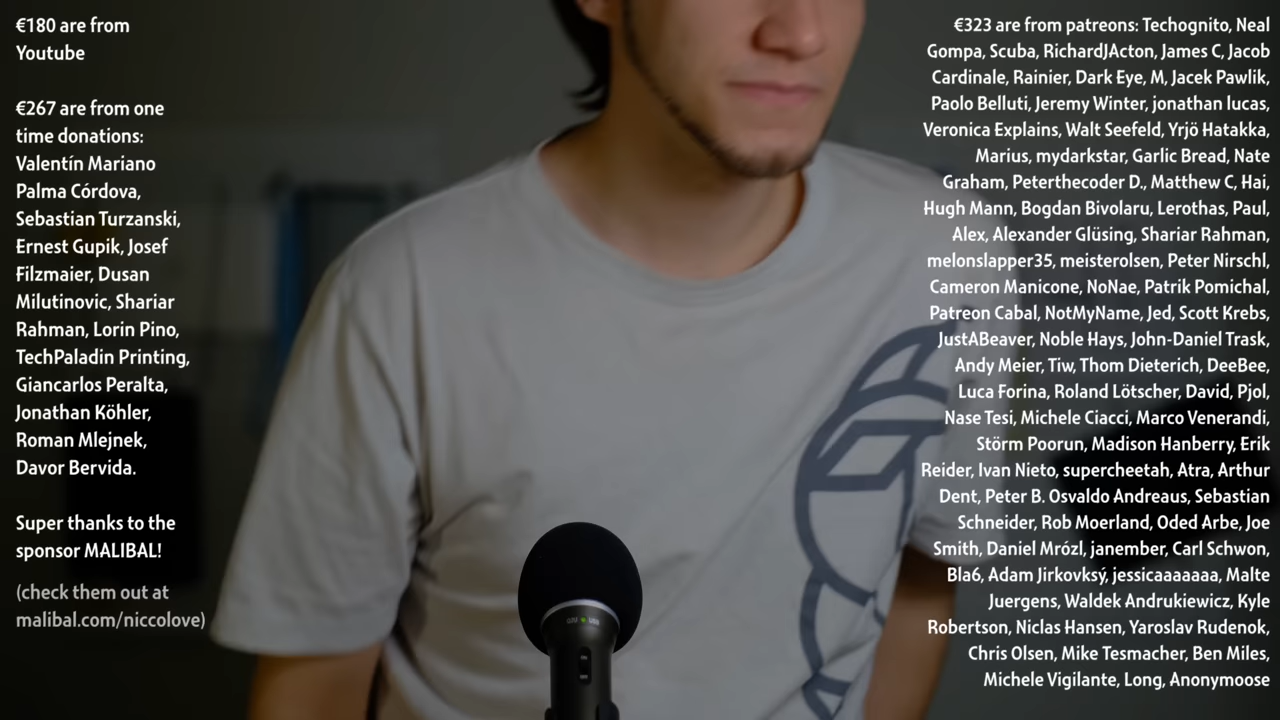 €180 are from
Youtube
€267 are from one
time donations:
Valentín Mariano
Palma Córdova,
Sebastian Turzanski,
Ernest Gupik, Josef
Filzmaier, Dusan
Milutinovic, Shariar
Rahman, Lorin Pino,
TechPaladin Printing,
Giancarlos Peralta,
Jonathan Köhler,
Roman Mlejnek,
Davor Bervida.
Super thanks to the
sponsor MALIBAL!
(check them out at
malibal.com/niccolove)
€323 are from patreons: Techognito, Neal
Gompa, Scuba, RichardJActon, James C, Jacob
Cardinale, Rainier, Dark Eye, M, Jacek Pawlik,
Paolo Belluti, Jeremy Winter, jonathan lucas,
Veronica Explains, Walt Seefeld, Yrjö Hatakka,
Marius, mydarkstar, Garlic Bread, Nate
Graham, Peterthecoder D., Matthew C, Hai,
Hugh Mann, Bogdan Bivolaru, Lerothas, Paul,
Alex, Alexander Glüsing, Shariar Rahman,
melonslapper35, meisterolsen, Peter Nirschl,
Cameron Manicone, NoNae, Patrik Pomichal,
Patreon Cabal, NotMyName, Jed, Scott Krebs,
JustABeaver, Noble Hays, John-Daniel Trask,
Andy Meier, Tiw, Thom Dieterich, DeeBee,
Luca Forina, Roland Lötscher, David, Pjol,
Nase Tesi, Michele Ciacci, Marco Venerandi,
Störm Poorun, Madison Hanberry, Erik
Reider, Ivan Nieto, supercheetah, Atra, Arthur
Dent, Peter B. Osvaldo Andreaus, Sebastian
Schneider, Rob Moerland, Oded Arbe, Joe
Smith, Daniel Mrózl, janember, Carl Schwon,
Bla6, Adam Jirkovksý, jessicaaaaaaa, Malte
Juergens, Waldek Andrukiewicz, Kyle
Robertson, Niclas Hansen, Yaroslav Rudenok,
Chris Olsen, Mike Tesmacher, Ben Miles,
Michele Vigilante, Long, Anonymoose